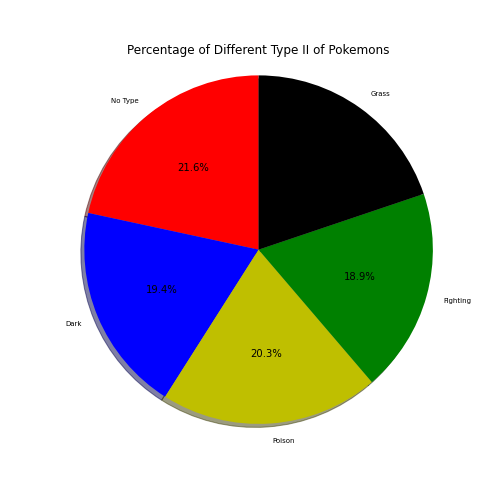 Percentage of Different Type II of Pokemons
No Type
Grass
21.6%
18.9%
19.4%
Fighting
Dark
20.3%
Poison